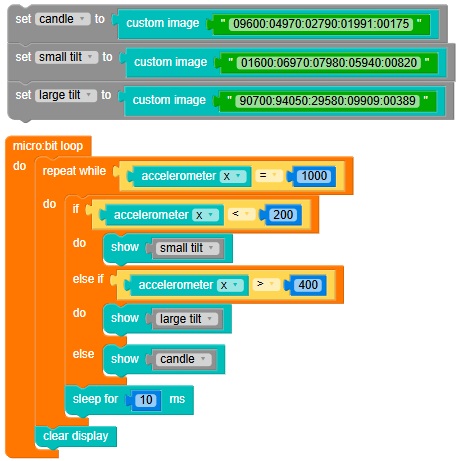 set candle to custom image " 09600:04970:02790:01991:00175 "
set small tilt to custom image " 01600:06970:07980:05940:00820 "
set large tilt to custom image " 90700:94050:29580:09909:00389 "
micro:bit loop
do repeat while accelerometer x = 1000
do if accelerometer x < 200
do show small tilt
else if accelerometer x > 400
do show large tilt
else show candle
sleep for 10 ms
clear display